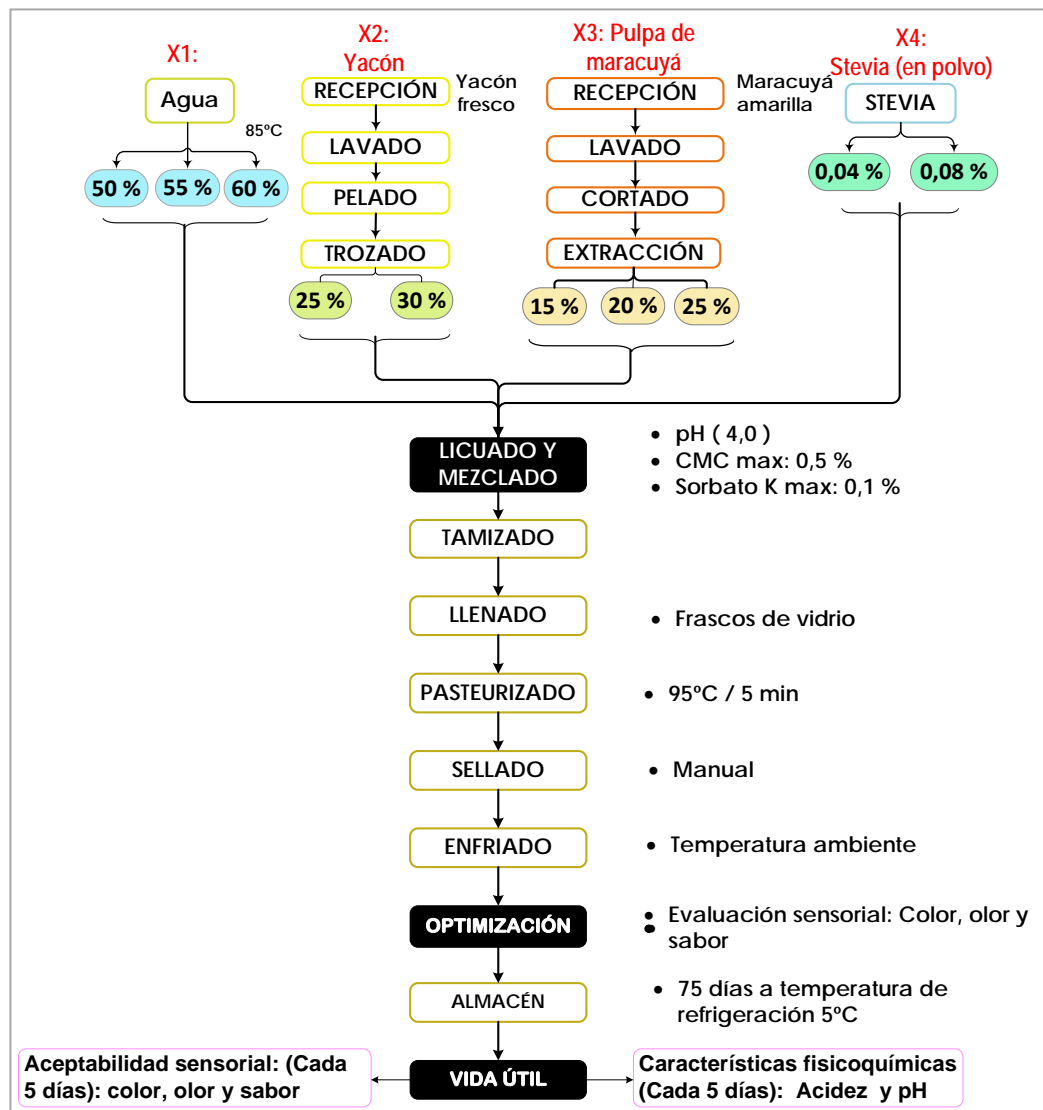 X1:
X2:
Yacón
X3: Pulpa de
maracuyá
X4:
Stevia (en polvo)
Agua
85ºC
50 %
55 %
60 %
RECEPCIÓN
Yacón
fresco
LAVADO
PELADO
TROZADO
25 %
30 %
RECEPCIÓN
Maracuyá
amarilla
LAVADO
CORTADO
EXTRACCIÓN
15 %
20 %
25 %
STEVIA
0,04 %
0,08 %
LICUADO Y
MEZCLADO
• pH ( 4,0 )
• CMC max: 0,5 %
• Sorbato K max: 0,1 %
TAMIZADO
LLENADO
• Frascos de vidrio
PASTEURIZADO
• 95ºC / 5 min
SELLADO
• Manual
ENFRIADO
• Temperatura ambiente
OPTIMIZACIÓN
• Evaluación sensorial: Color, olor y
• sabor
ALMACÉN
• 75 días a temperatura de
refrigeración 5ºC
Aceptabilidad sensorial: (Cada
5 días): color, olor y sabor
VIDA ÚTIL
Características fisicoquímicas
(Cada 5 días): Acidez y pH